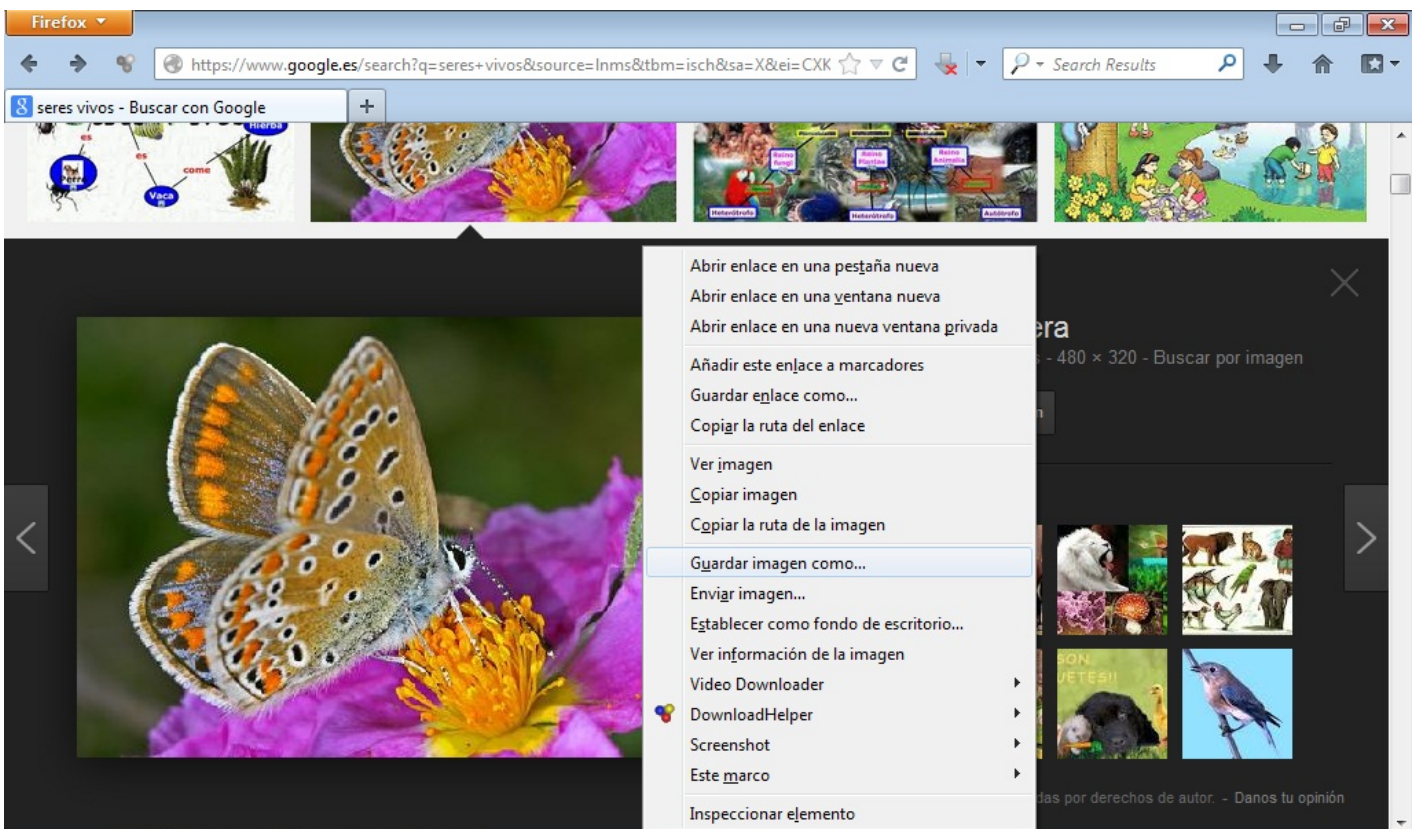 Firefox
https://www.google.es/search?q=seres+vivos&source=lnms&tbm=isch&sa=X&ei=CXK
Search Results
seres vivos - Buscar con Google
es
Hierba
es
come
Perro
Vaca
Reino fungi
Reino Plantae
Reino Animalia
Heterótrofo
Heterótrofo
Autótrofo
Abrir enlace en una pestaña nueva
Abrir enlace en una ventana nueva
Abrir enlace en una nueva ventana privada
Añadir este enlace a marcadores
Guardar enlace como...
Copiar la ruta del enlace
Ver imagen
Copiar imagen
Copiar la ruta de la imagen
Guardar imagen como...
Enviar imagen...
Establecer como fondo de escritorio...
Ver información de la imagen
Video Downloader
DownloadHelper
Screenshot
Este marco
Inspeccionar elemento
era
- 480 × 320 - Buscar por imagen
SON
UETES!!
das por derechos de autor. - Danos tu opinión